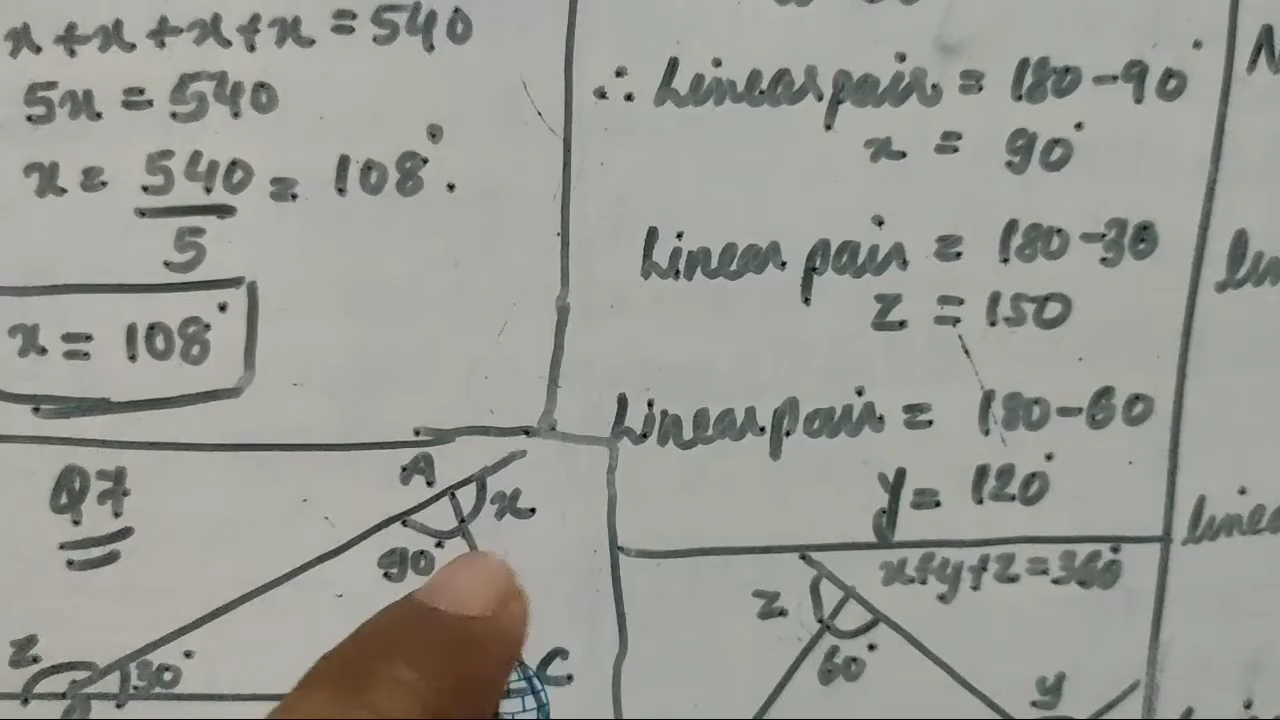 x+x+x+x = 540
5x = 540
x = 540/5 = 108°.
x = 108°
Q7
A
x
90°
z
30°
C
∴ Linear pair = 180-90°
x = 90°
Linear pair = 180-30
z = 150
Linear pair = 180-60
y = 120°
x+y+z=360°
z
60°
y